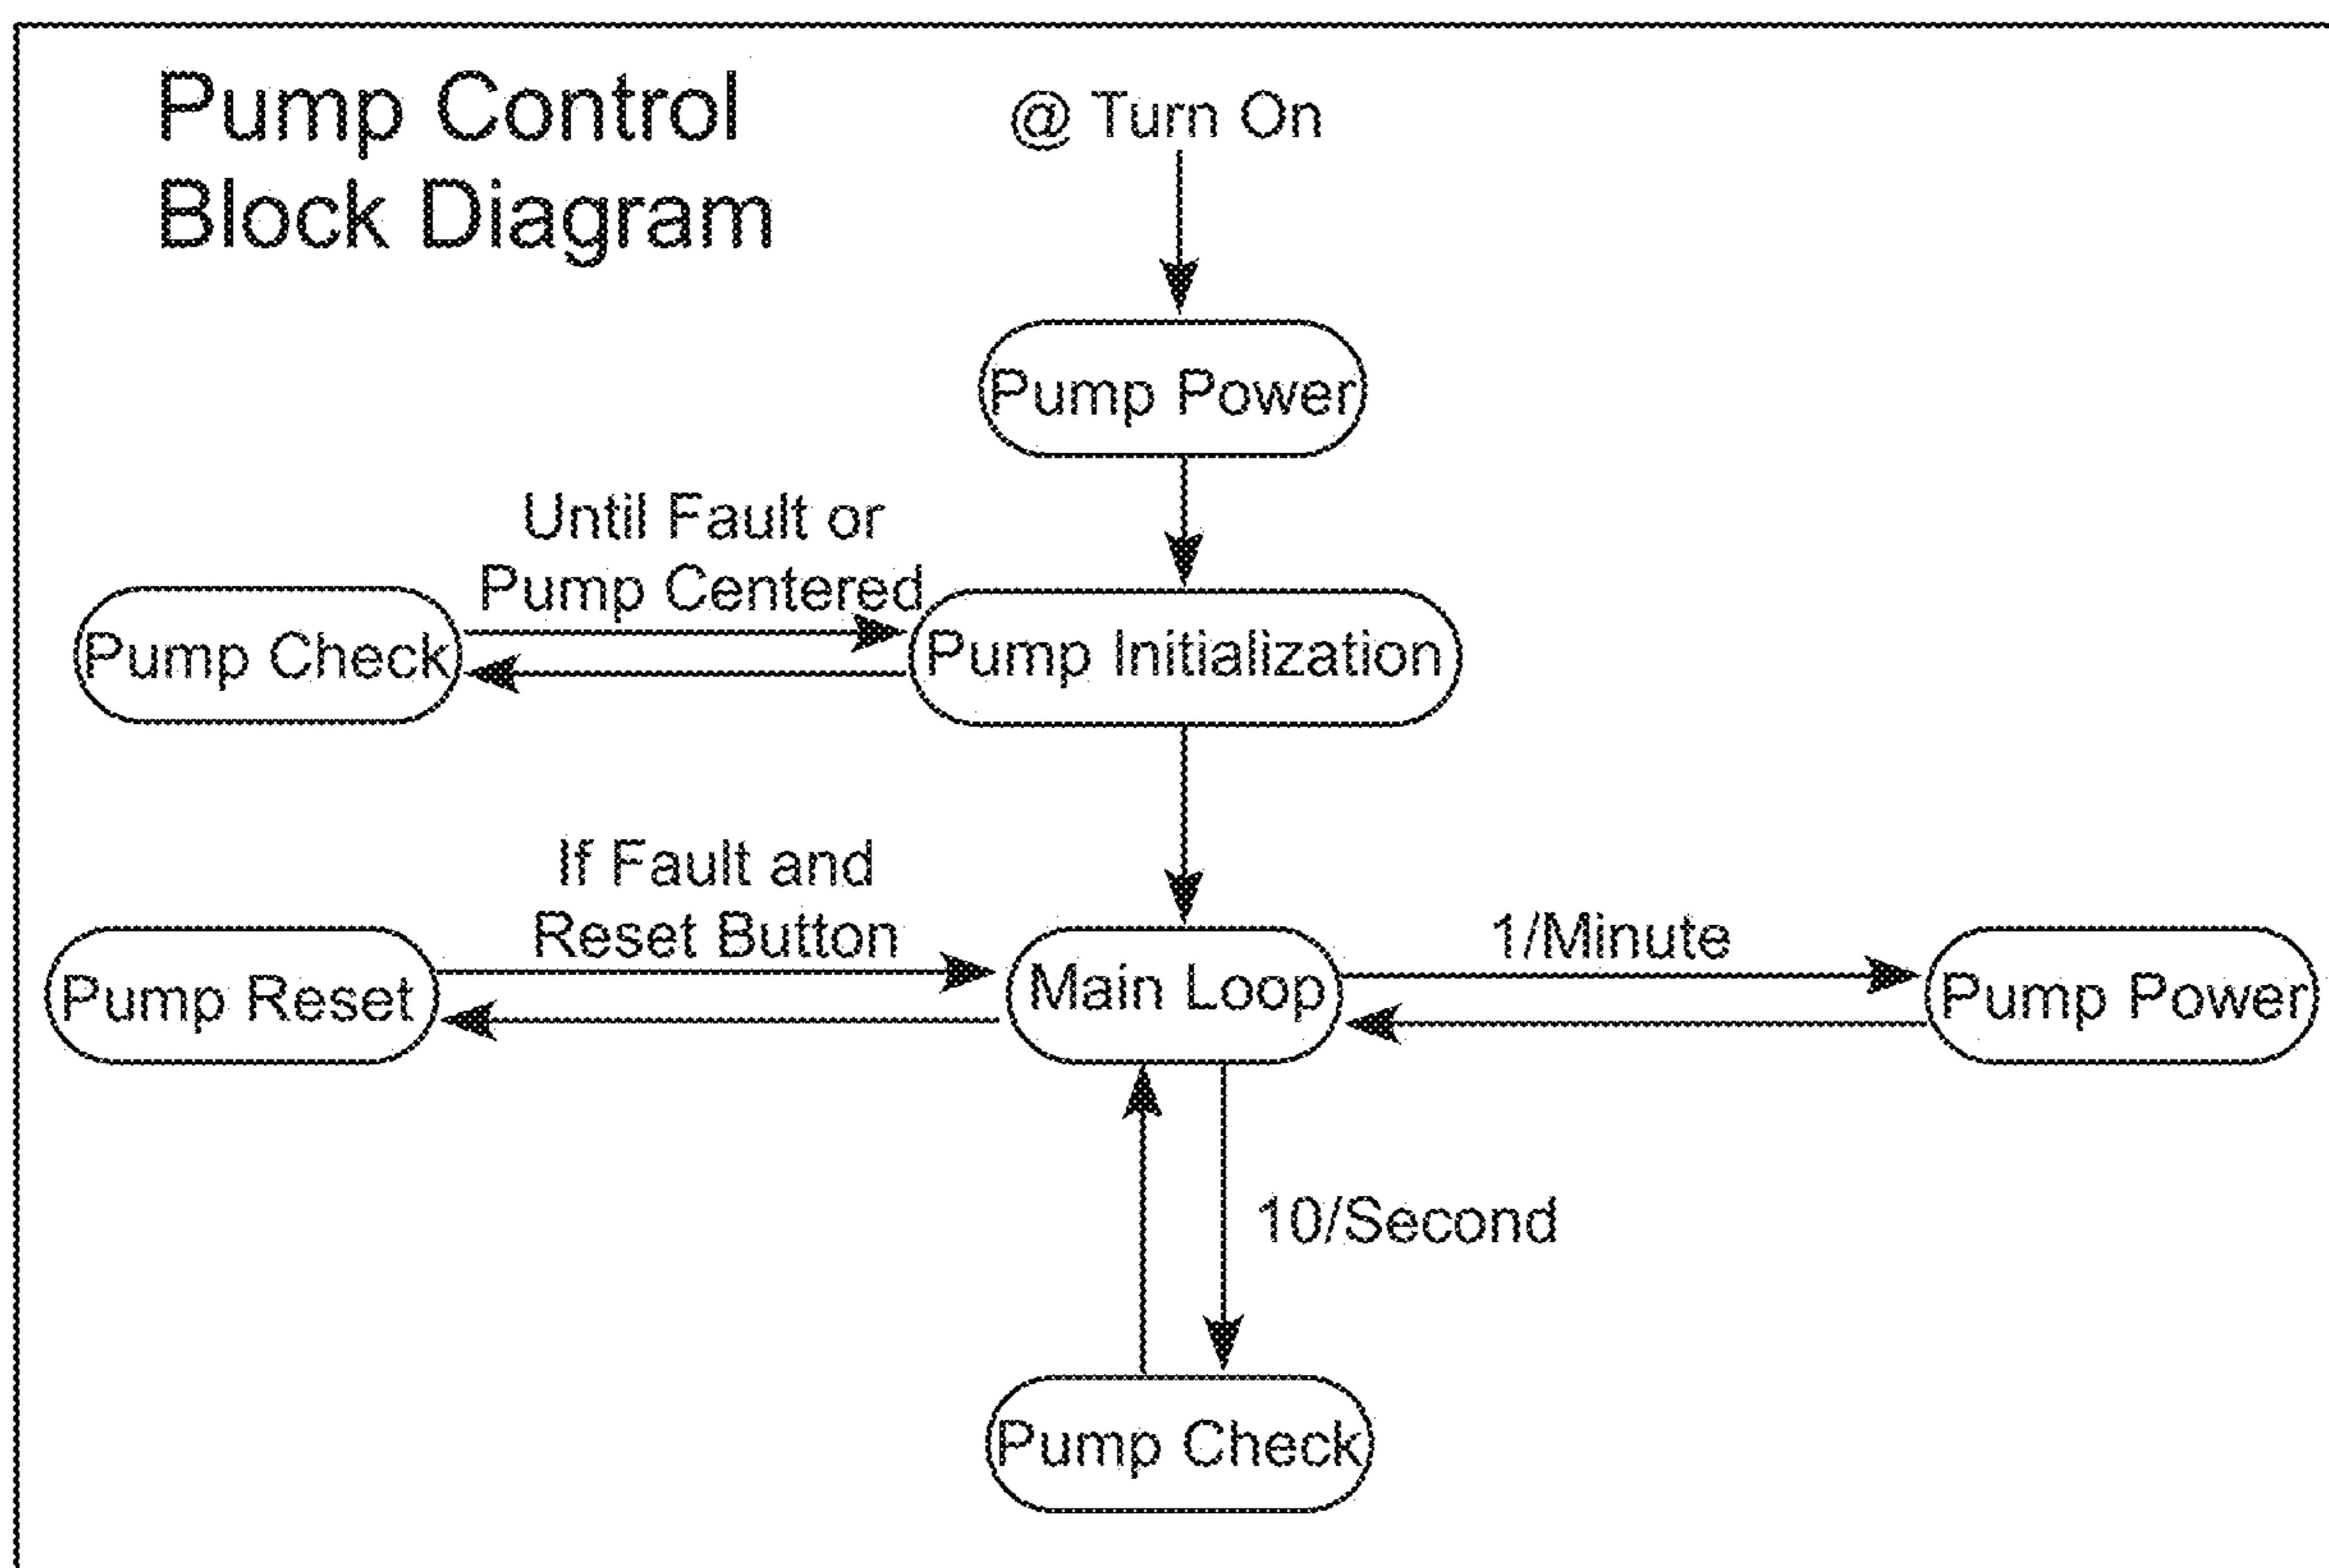 Pump Control
Block Diagram
@ Turn On
Pump Power
Until Fault or
Pump Centered
Pump Check
Pump Initialization
If Fault and
Reset Button
1/Minute
Pump Reset
Main Loop
Pump Power
10/Second
Pump Check